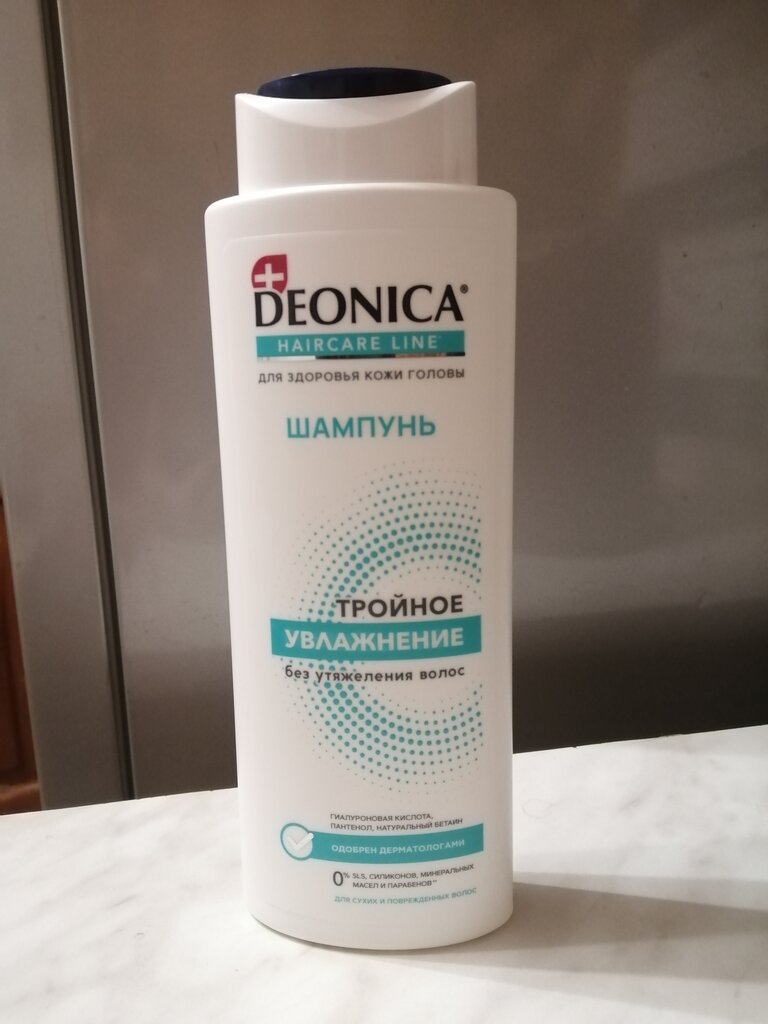 DEONICA®
HAIRCARE LINE
ДЛЯ ЗДОРОВЬЯ КОЖИ ГОЛОВЫ
ШАМПУНЬ
ТРОЙНОЕ
УВЛАЖНЕНИЕ
без утяжеления волос
ГИАЛУРОНОВАЯ КИСЛОТА,
ПАНТЕНОЛ, НАТУРАЛЬНЫЙ БЕТАИН
ОДОБРЕН ДЕРМАТОЛОГАМИ
0% SLS, СИЛИКОНОВ, МИНЕРАЛЬНЫХ
МАСЕЛ И ПАРАБЕНОВ**
ДЛЯ СУХИХ И ПОВРЕЖДЕННЫХ ВОЛОС